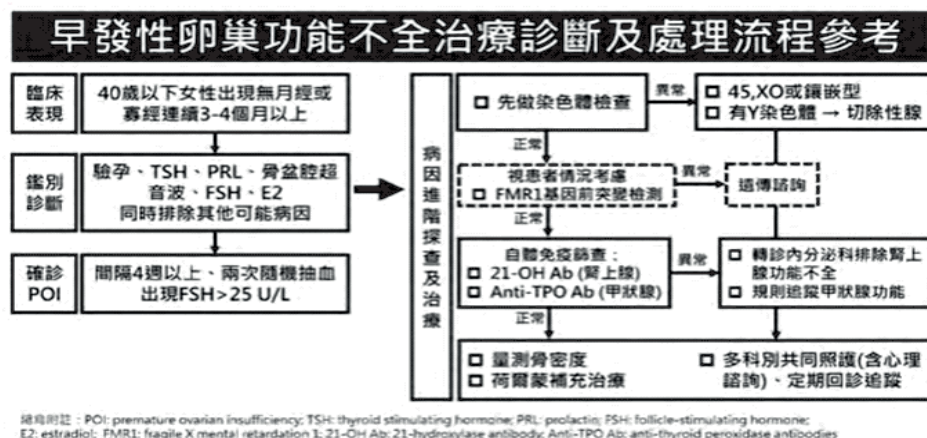 早發性卵巢功能不全治療診斷及處理流程參考
臨床
表現
40歲以下女性出現無月經或
寡經連續3-4個月以上
鑑別
診斷
驗孕、TSH、PRL、骨盆腔超
音波、FSH、E2
同時排除其他可能病因
確診
POI
間隔4週以上、兩次隨機抽血
出現FSH>25 U/L
病因進階探查及治療
先做染色體檢查
異常
45,XO或鑲嵌型
有Y染色體 → 切除性腺
正常
視患者情況考慮
FMR1基因前突變檢測
異常
遺傳諮詢
正常
自體免疫篩查：
21-OH Ab (腎上腺)
Anti-TPO Ab (甲狀腺)
異常
轉診內分泌科排除腎上
腺功能不全
規則追蹤甲狀腺功能
正常
量測骨密度
荷爾蒙補充治療
多科別共同照護(含心理
諮詢)、定期回診追蹤
縮寫附註：POI: premature ovarian insufficiency; TSH: thyroid stimulating hormone; PRL: prolactin; FSH: follicle-stimulating hormone;
E2: estradiol; FMR1: fragile X mental retardation 1; 21-OH Ab: 21-hydroxylase antibody; Anti-TPO Ab: anti-thyroid peroxidase antibodies